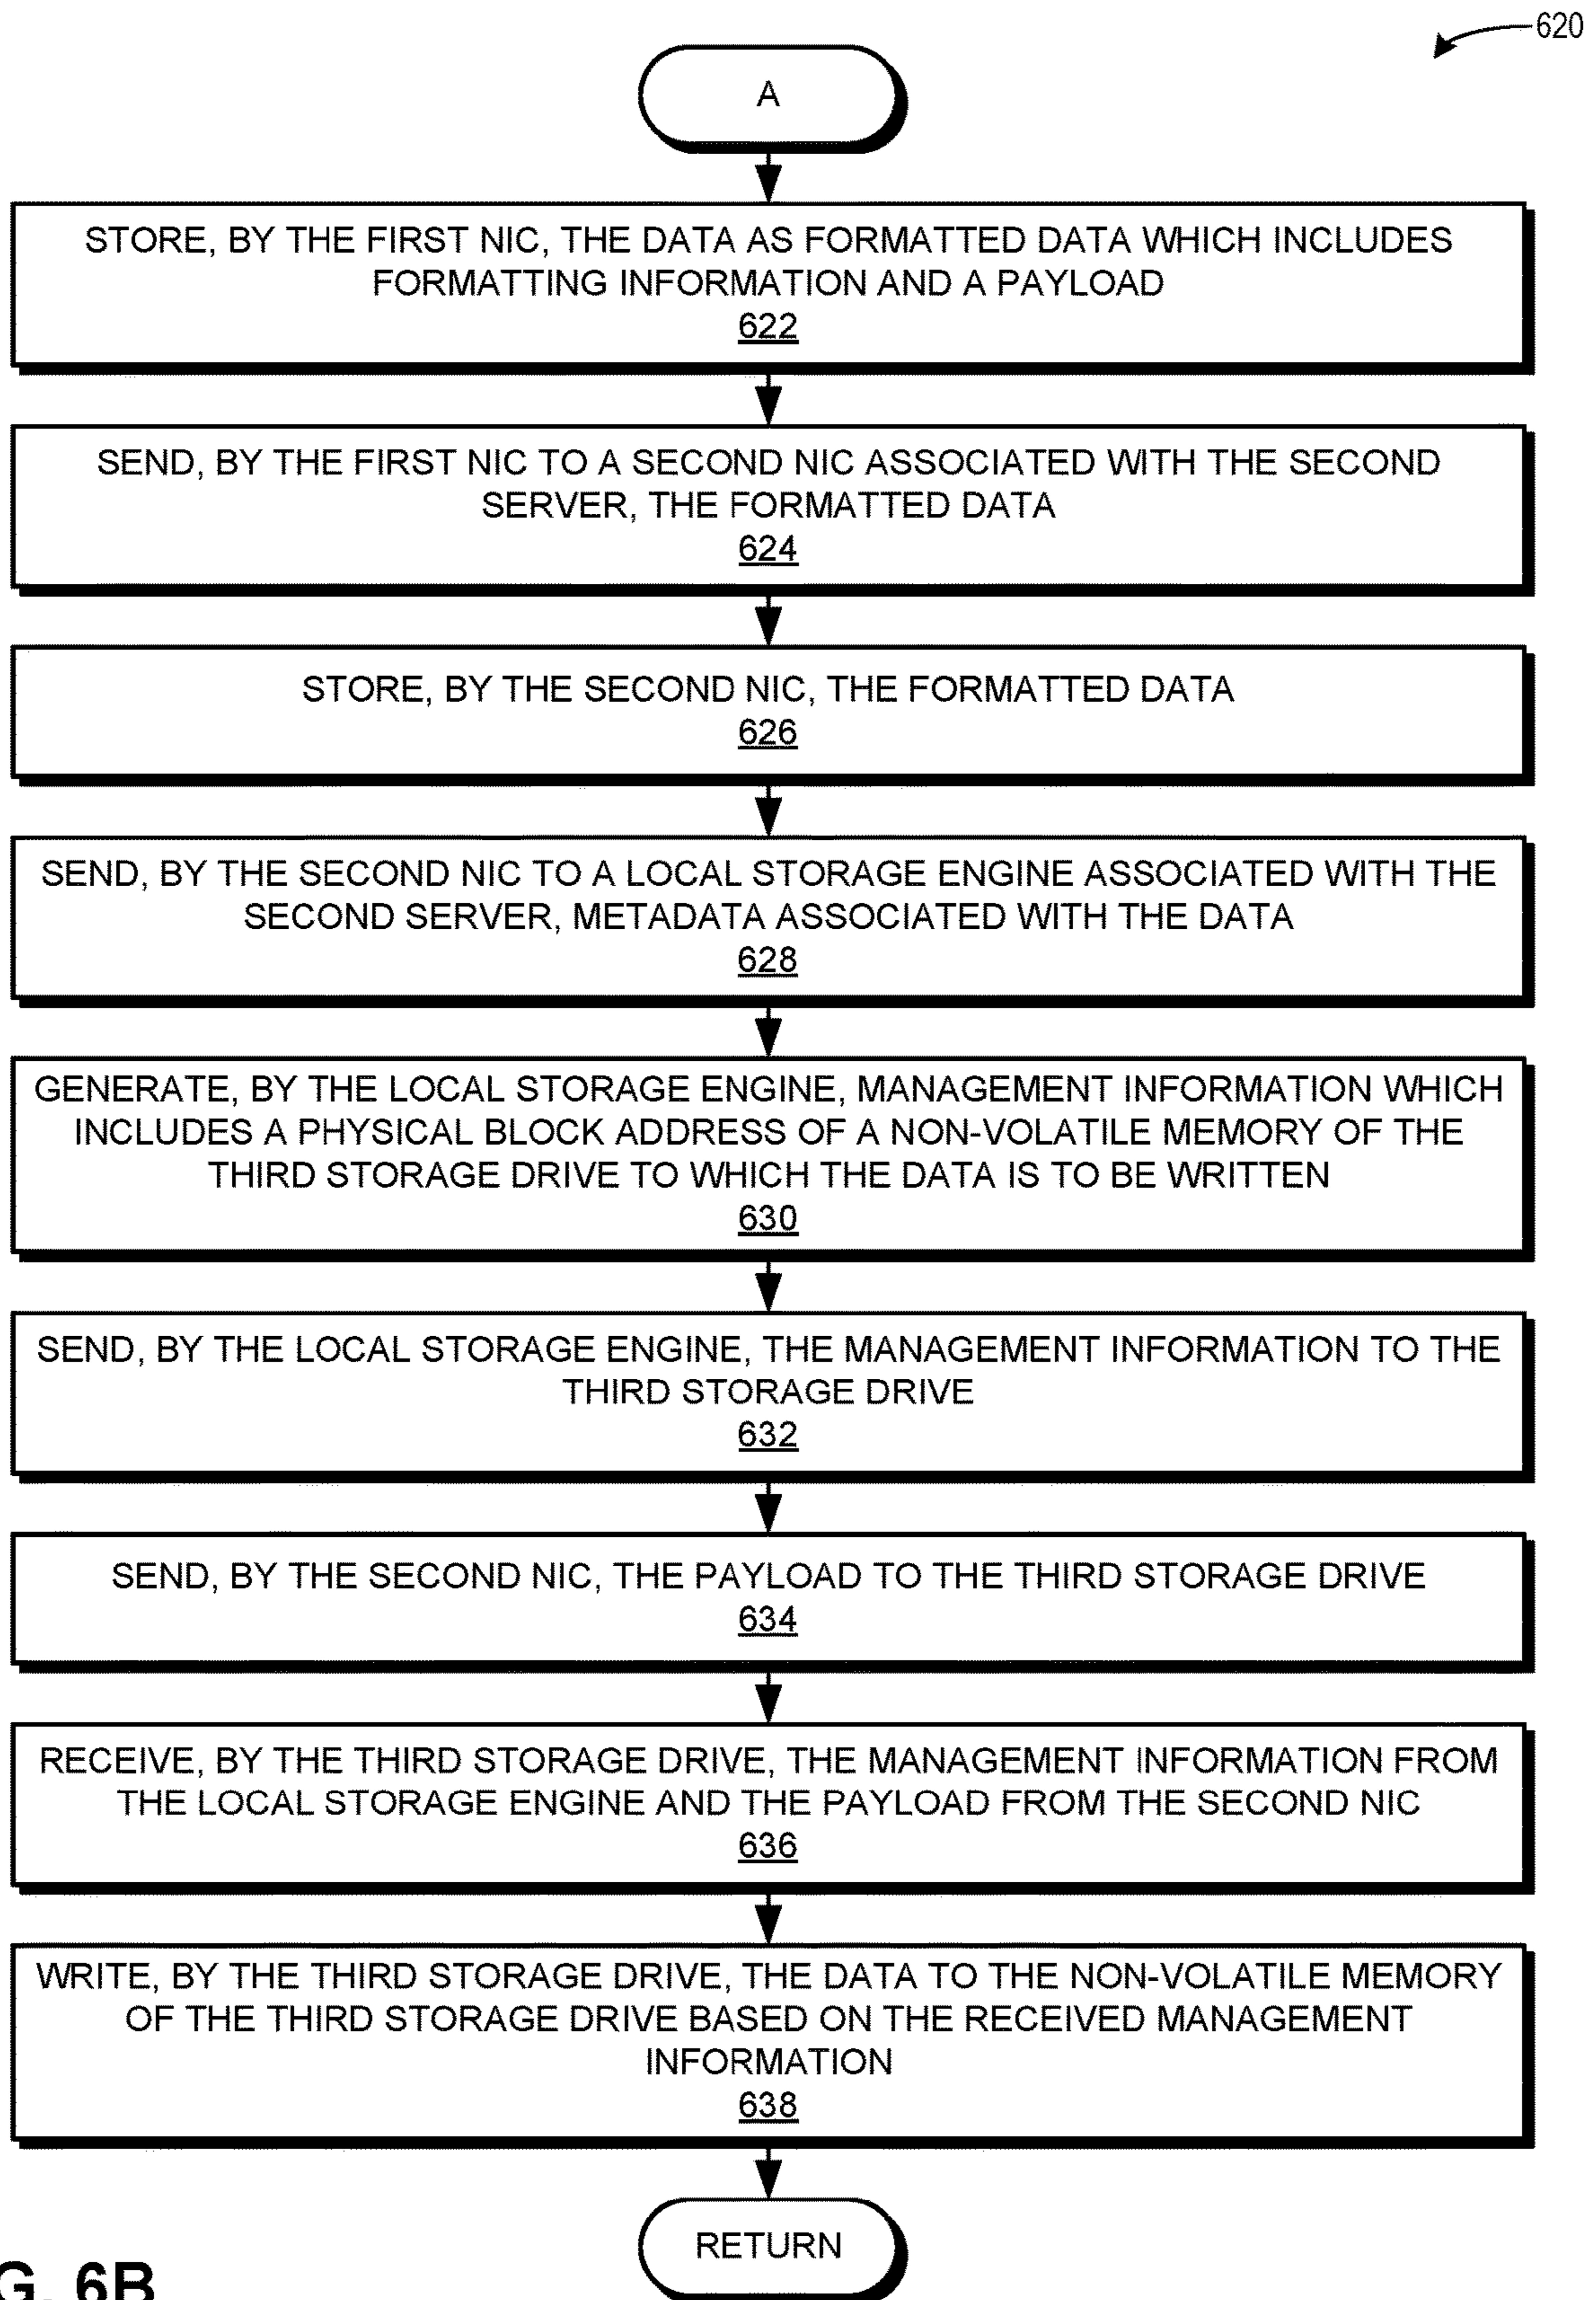 620
A
STORE, BY THE FIRST NIC, THE DATA AS FORMATTED DATA WHICH INCLUDES
FORMATTING INFORMATION AND A PAYLOAD
622
SEND, BY THE FIRST NIC TO A SECOND NIC ASSOCIATED WITH THE SECOND
SERVER, THE FORMATTED DATA
624
STORE, BY THE SECOND NIC, THE FORMATTED DATA
626
SEND, BY THE SECOND NIC TO A LOCAL STORAGE ENGINE ASSOCIATED WITH THE
SECOND SERVER, METADATA ASSOCIATED WITH THE DATA
628
GENERATE, BY THE LOCAL STORAGE ENGINE, MANAGEMENT INFORMATION WHICH
INCLUDES A PHYSICAL BLOCK ADDRESS OF A NON-VOLATILE MEMORY OF THE
THIRD STORAGE DRIVE TO WHICH THE DATA IS TO BE WRITTEN
630
SEND, BY THE LOCAL STORAGE ENGINE, THE MANAGEMENT INFORMATION TO THE
THIRD STORAGE DRIVE
632
SEND, BY THE SECOND NIC, THE PAYLOAD TO THE THIRD STORAGE DRIVE
634
RECEIVE, BY THE THIRD STORAGE DRIVE, THE MANAGEMENT INFORMATION FROM
THE LOCAL STORAGE ENGINE AND THE PAYLOAD FROM THE SECOND NIC
636
WRITE, BY THE THIRD STORAGE DRIVE, THE DATA TO THE NON-VOLATILE MEMORY
OF THE THIRD STORAGE DRIVE BASED ON THE RECEIVED MANAGEMENT
INFORMATION
638
RETURN
G. 6B